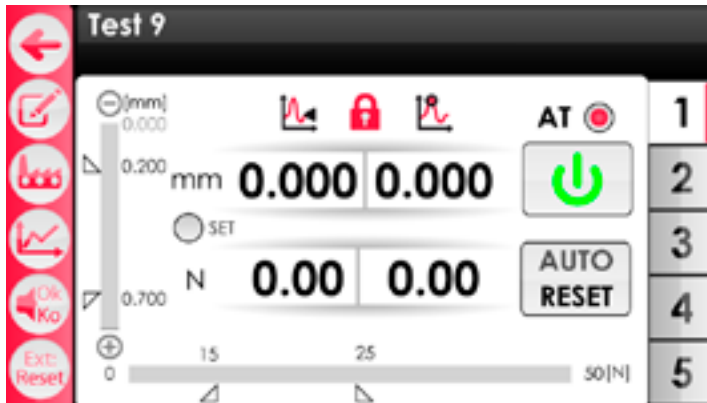 Test 9
[mm]
0.000
AT
1
0.200
mm 0.000 0.000
2
SET
3
N 0.00 0.00
AUTO
RESET
0.700
4
Ok
Ko
15 25
0 50[N]
5
Ext:
Reset